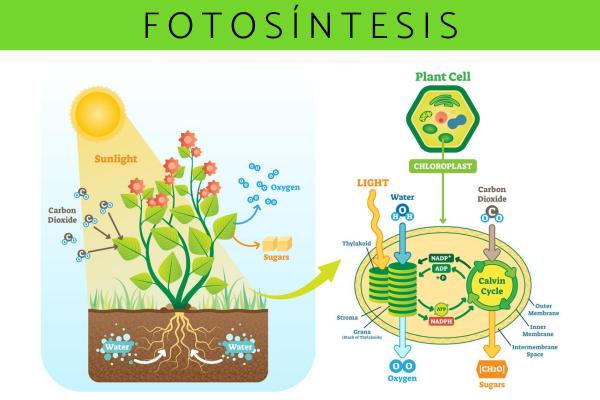 FOTOSÍNTESIS
Sunlight
Carbon
Dioxide
C
O
O
Oxygen
Sugars
Water
Water
Plant Cell
CHLOROPLAST
LIGHT
Water
O
H H
Carbon
Dioxide
C
O O
Thylakoid
NADP⁺
ADP
+P
ATP
NADPH
Calvin
Cycle
Stroma
Grana
(Stack of Thylakoids)
Outer
Membrane
Inner
Membrane
Intermembrane
Space
O O
Oxygen
[CH2O]
Sugars